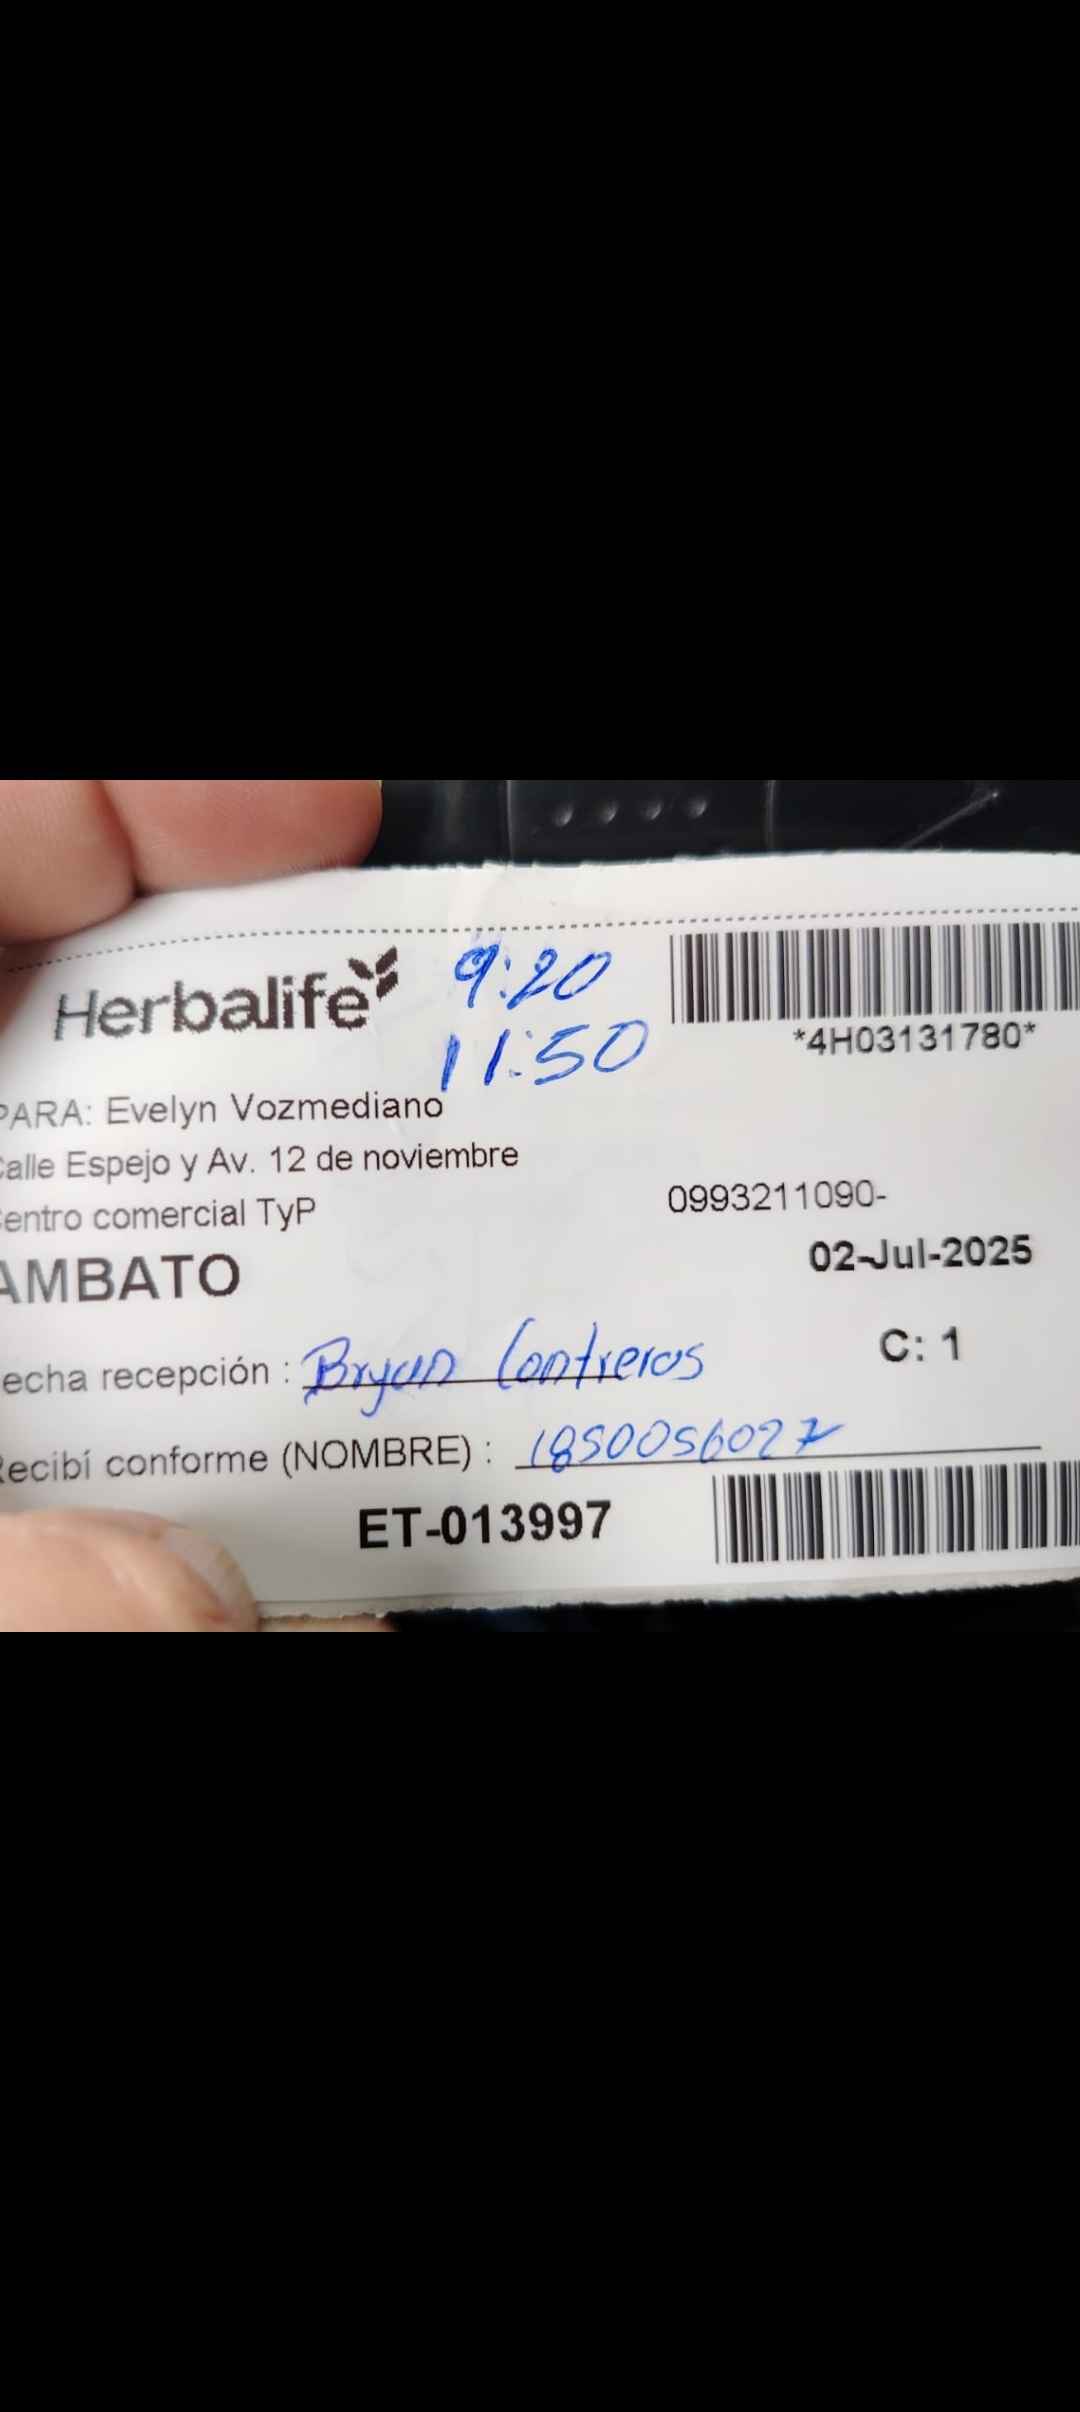 Herbalife
9:20
11:50
*4H03131780*
PARA: Evelyn Vozmediano
Calle Espejo y Av. 12 de noviembre
Centro comercial TyP
0993211090-
AMBATO
02-Jul-2025
C: 1
Fecha recepción : Bryan Contreras
Recibí conforme (NOMBRE) : 1850056027
ET-013997